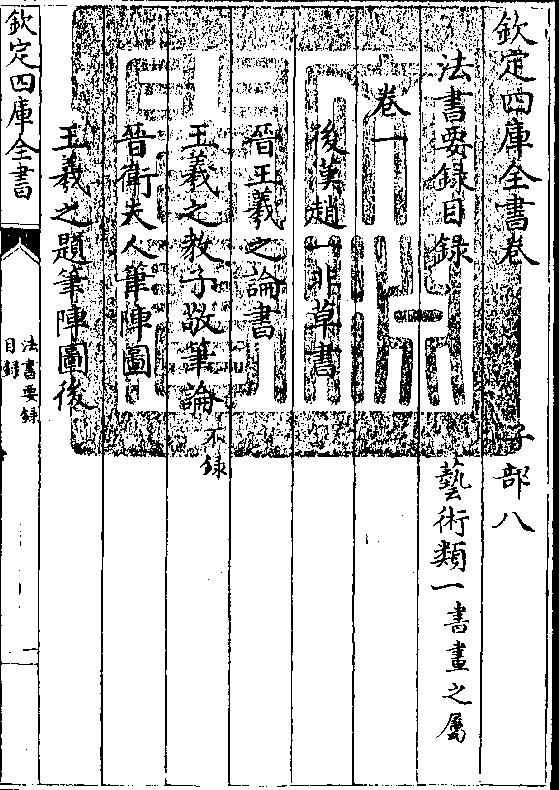 欽定四庫全書卷　子部八
法書要録目録　藝術類一書畫之屬
卷一
後漢趙一非草書
晉王羲之論書
王羲之教子敬筆論不録
晉衛夫人筆陣圖
王羲之題筆陣圖後
欽定四庫全書
法書要録
目録
一